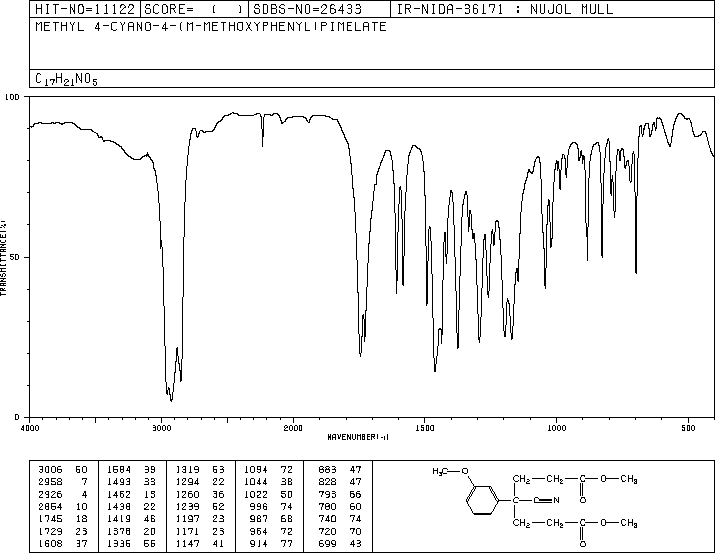 HIT-NO=11122 SCORE= ( ) SDBS-NO=26433 IR-NIDA-36171 : NUJOL MULL
METHYL 4-CYANO-4-(M-METHOXYPHENYL)PIMELATE
C17H21NO5
100
50
0
TRANSMITTANCE(%)
4000 3000 2000 1500 1000 500
WAVENUMBER(-1)
3006 60 1584 39 1319 53 1094 72 883 47
2958 7 1493 33 1294 22 1044 38 828 47
2926 4 1462 15 1260 36 1022 50 793 66
2854 10 1438 22 1239 52 996 74 780 60
1745 18 1419 46 1197 23 987 68 740 74
1729 23 1378 20 1171 23 964 72 720 70
1608 37 1336 56 1147 41 914 77 699 43
H3C O
CH2 CH2 C O CH3
O
C C N
CH2 CH2 C O CH3
O